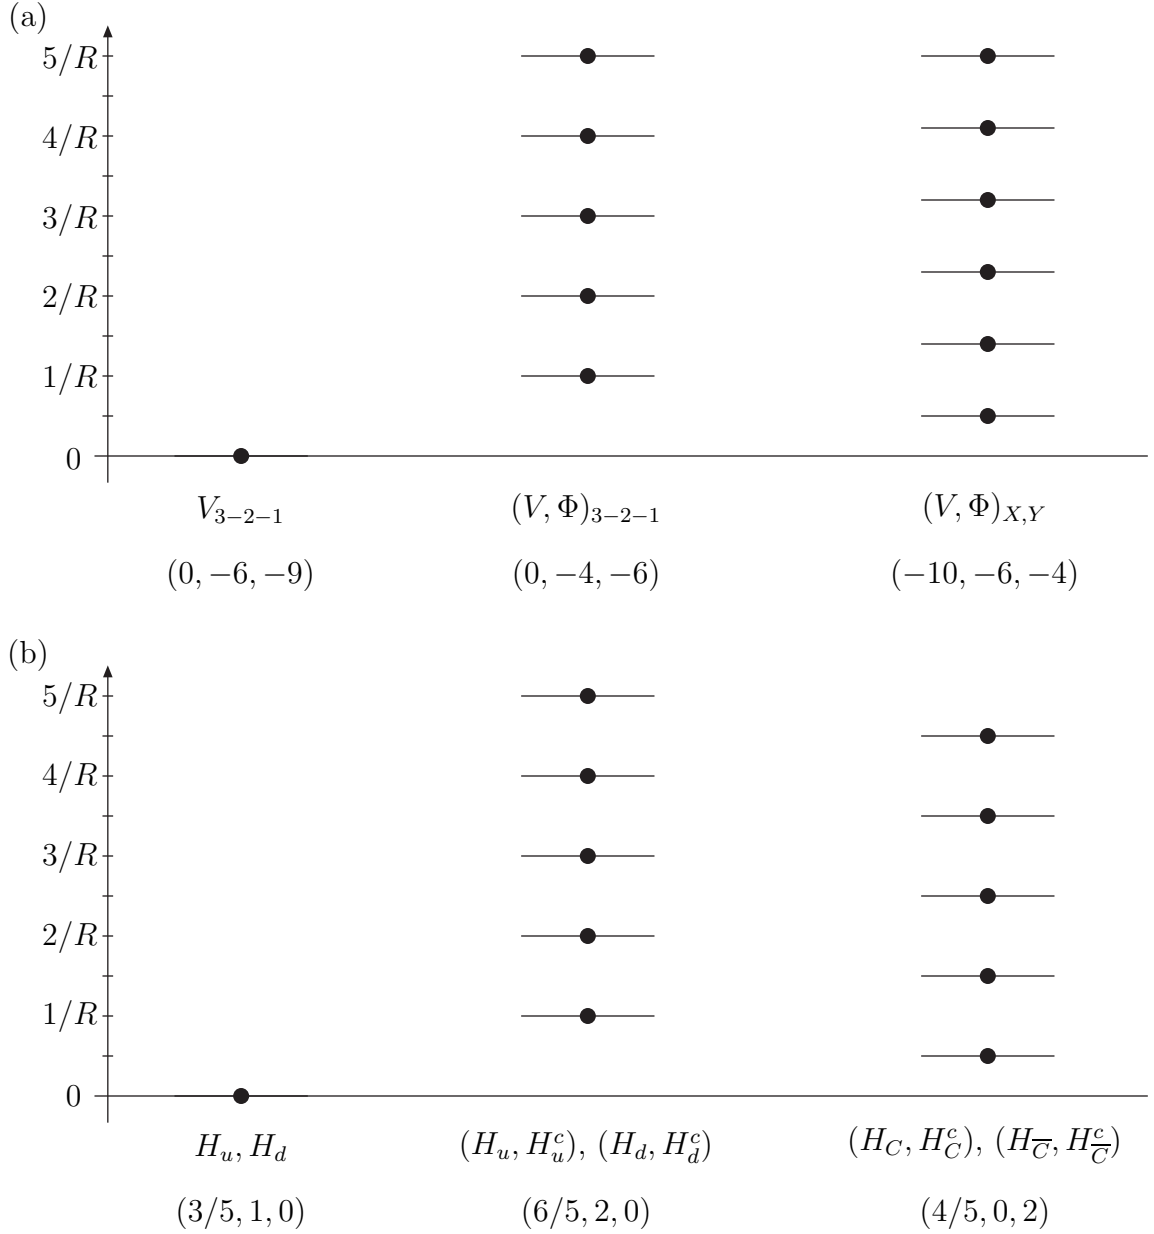 (a)
5/R
4/R
3/R
2/R
1/R
0
V₃₋₂₋₁ (V, Φ)₃₋₂₋₁ (V, Φ)_{X,Y}
(0, −6, −9) (0, −4, −6) (−10, −6, −4)
(b)
5/R
4/R
3/R
2/R
1/R
0
H_u, H_d (H_u, H_u^c), (H_d, H_d^c) (H_C, H_C^c), (H_{\overline{C}}, H_{\overline{C}}^c)
(3/5, 1, 0) (6/5, 2, 0) (4/5, 0, 2)